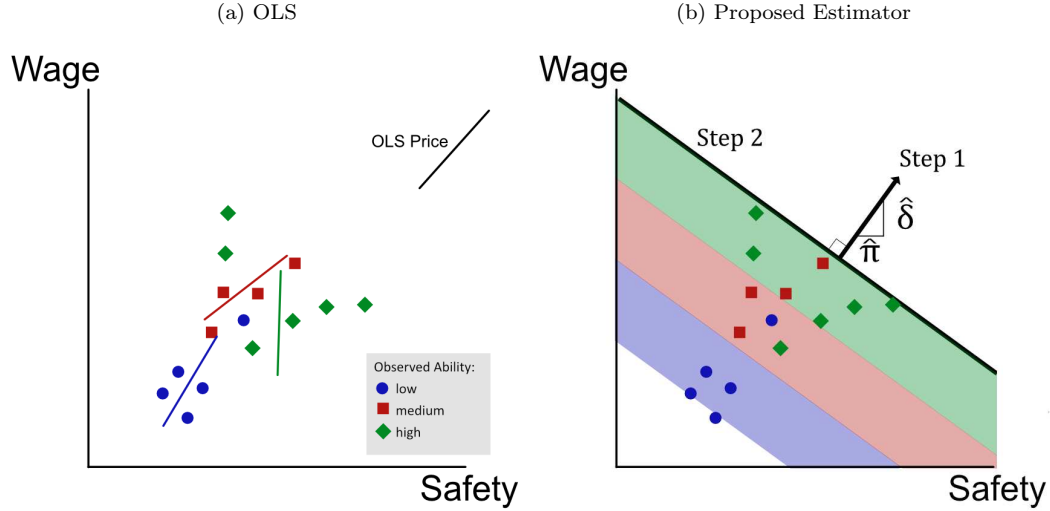 (a) OLS
(b) Proposed Estimator
Wage
OLS Price
Observed Ability:
low
medium
high
Safety
Wage
Step 2
Step 1
δ̂
π̂
Safety